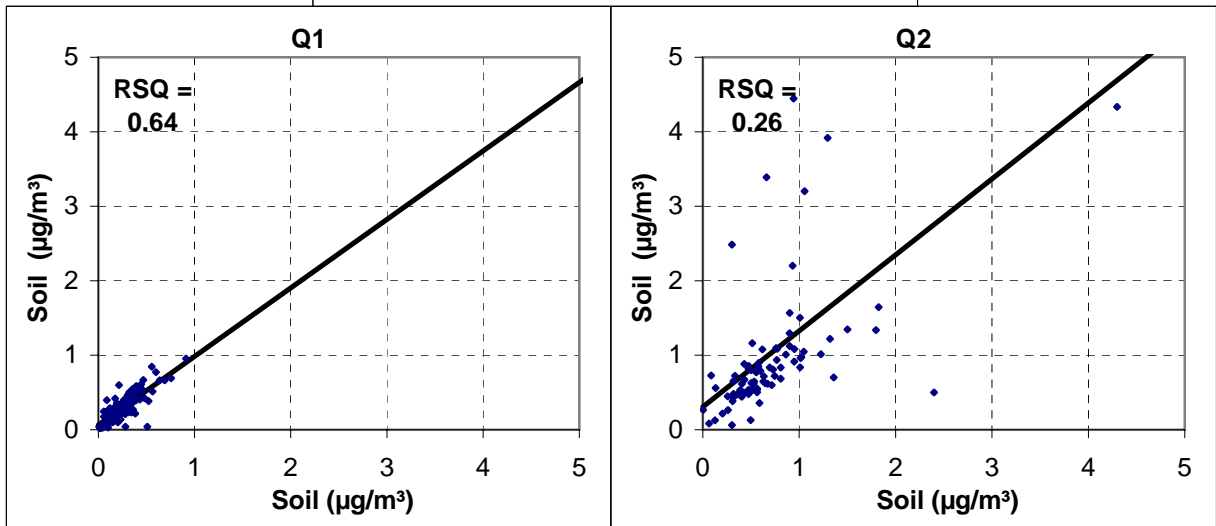 Q1
RSQ =
0.64
5
4
3
2
1
0
Soil (µg/m³)
0 1 2 3 4 5
Soil (µg/m³)
Q2
RSQ =
0.26
5
4
3
2
1
0
Soil (µg/m³)
0 1 2 3 4 5
Soil (µg/m³)